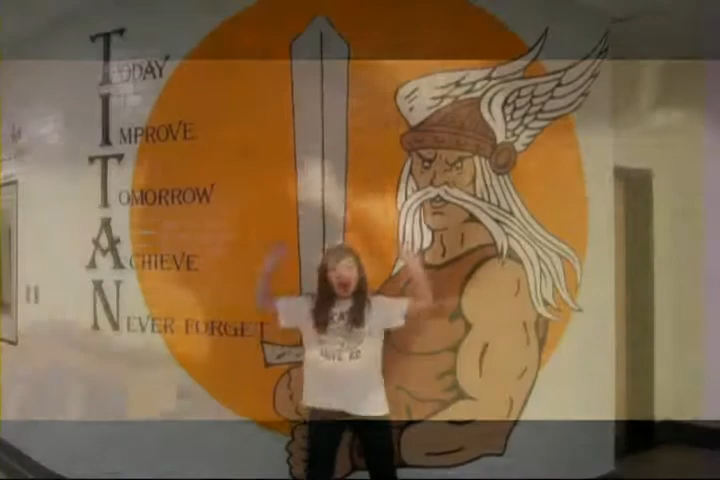 TODAY
IMPROVE
TOMORROW
ACHIEVE
NEVER FORGET